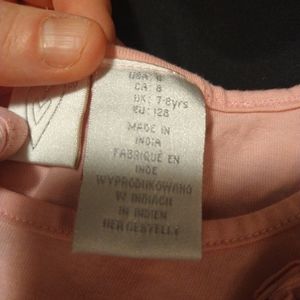 USA: 8
CA: 8
UK: 7-8yrs
EU: 128
MADE IN
INDIA
FABRIQUÉ EN
INDE
WYPRODUKOWANO
W INDIACH
IN INDIEN
HERGESTELLT